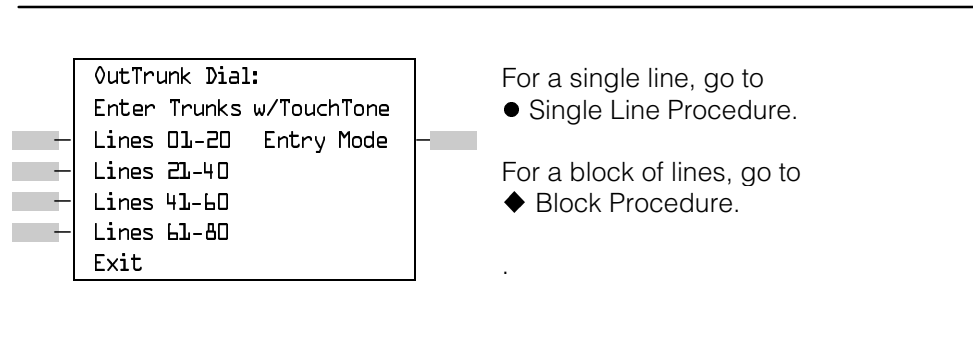 OutTrunk Dial:
Enter Trunks w/TouchTone
Lines 01-20 Entry Mode
Lines 21-40
Lines 41-60
Lines 61-80
Exit
For a single line, go to
● Single Line Procedure.
For a block of lines, go to
◆ Block Procedure.
.